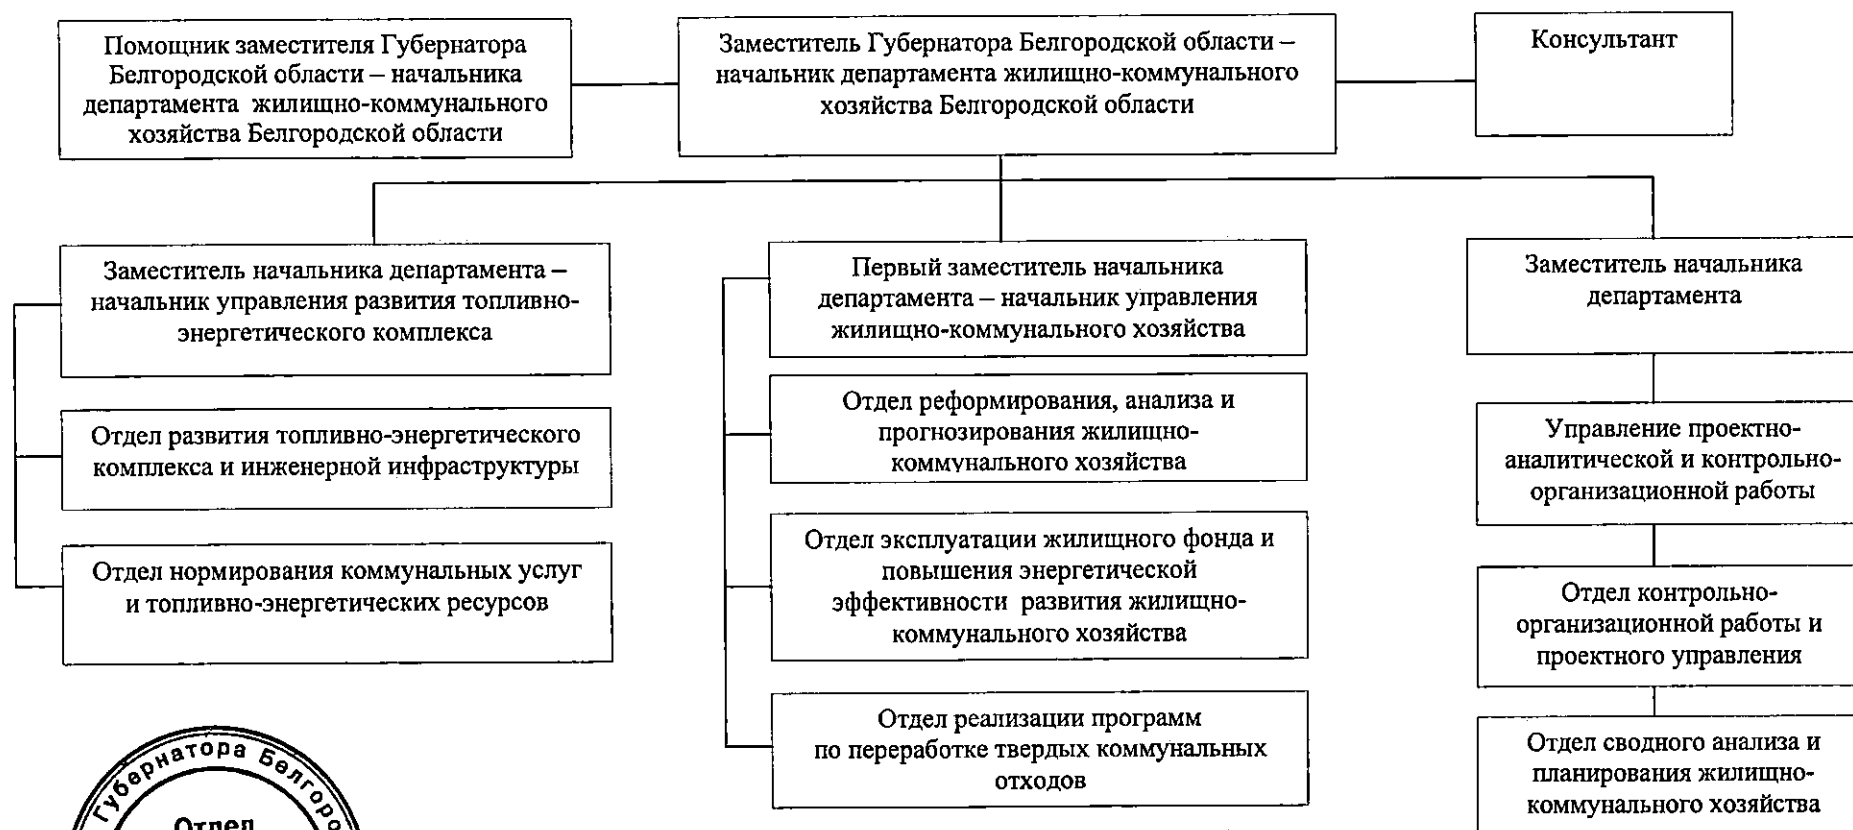 Помощник заместителя Губернатора
Белгородской области – начальника
департамента жилищно-коммунального
хозяйства Белгородской области
Заместитель Губернатора Белгородской области –
начальник департамента жилищно-коммунального
хозяйства Белгородской области
Консультант
Заместитель начальника департамента –
начальник управления развития топливно-
энергетического комплекса
Отдел развития топливно-энергетического
комплекса и инженерной инфраструктуры
Отдел нормирования коммунальных услуг
и топливно-энергетических ресурсов
Первый заместитель начальника
департамента – начальник управления
жилищно-коммунального хозяйства
Отдел реформирования, анализа и
прогнозирования жилищно-
коммунального хозяйства
Отдел эксплуатации жилищного фонда и
повышения энергетической
эффективности развития жилищно-
коммунального хозяйства
Отдел реализации программ
по переработке твердых коммунальных
отходов
Заместитель начальника
департамента
Управление проектно-
аналитической и контрольно-
организационной работы
Отдел контрольно-
организационной работы и
проектного управления
Отдел сводного анализа и
планирования жилищно-
коммунального хозяйства
Губернатора Белгоро
Отдел